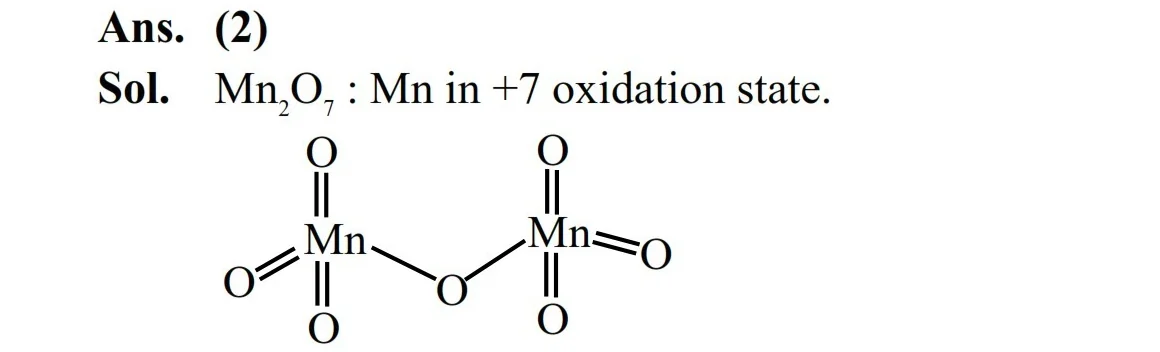 Ans. (2)
Sol. Mn₂O₇ : Mn in +7 oxidation state.
O O
Mn Mn O
O O
O O